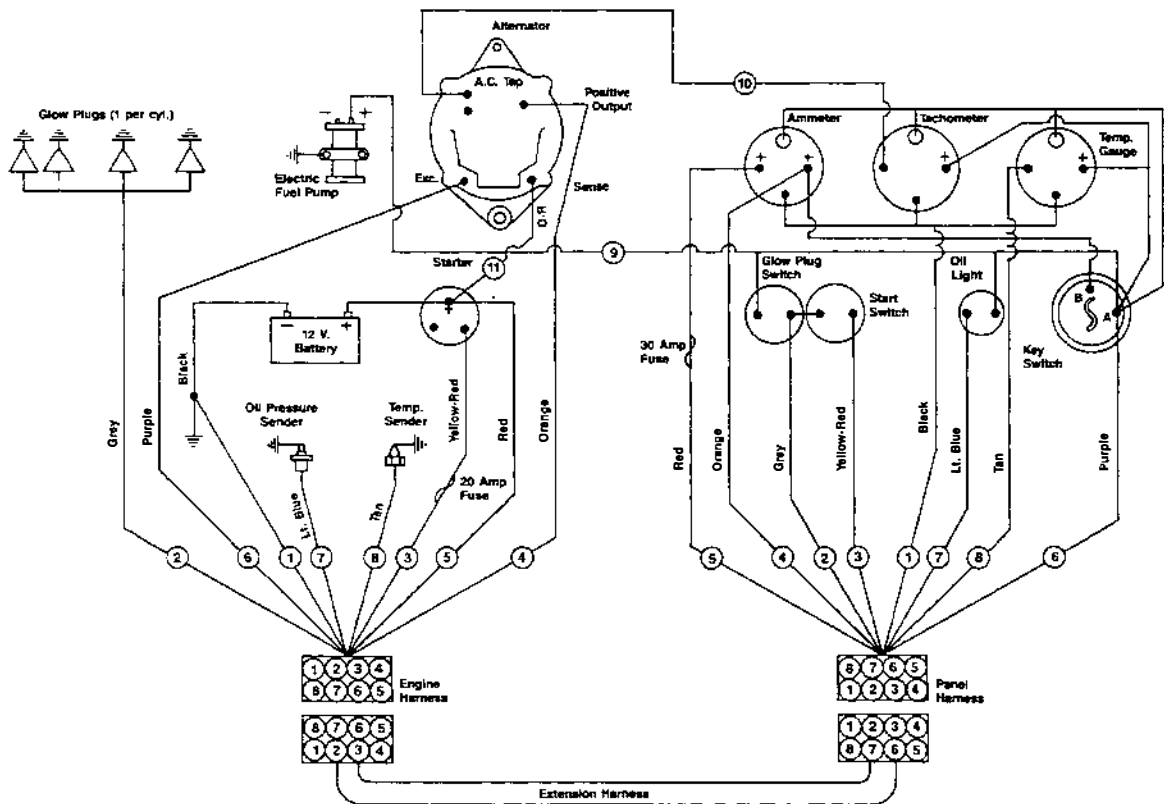 Alternator
A.C. Tap
Positive
Output
10
Glow Plugs (1 per cyl.)
- +
Electric
Fuel Pump
Exc
Sense
Ammeter
Tachometer
Temp.
Gauge
+ +
+
+
9
Starter
11
+
- +
12 V.
Battery
Glow Plug
Switch
Oil
Light
Start
Switch
B
A
Key
Switch
30 Amp
Fuse
Black
Oil Pressure
Sender
Temp.
Sender
20 Amp
Fuse
Grey
Purple
Lt. Blue
Tan
Yellow-Red
Red
Orange
Red
Orange
Grey
Yellow-Red
Black
Lt. Blue
Tan
Purple
2 6 1 7 8 3 5 4
5 4 2 3 1 7 8 6
1 2 3 4
8 7 6 5
Engine
Harness
8 7 6 5
1 2 3 4
8 7 6 5
1 2 3 4
Panel
Harness
1 2 3 4
8 7 6 5
Extension Harness